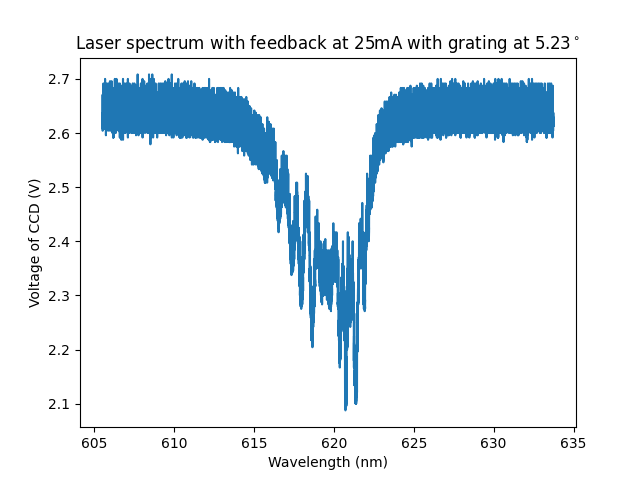 Laser spectrum with feedback at 25mA with grating at 5.23°
2.7
2.6
2.5
2.4
2.3
2.2
2.1
Voltage of CCD (V)
605 610 615 620 625 630 635
Wavelength (nm)